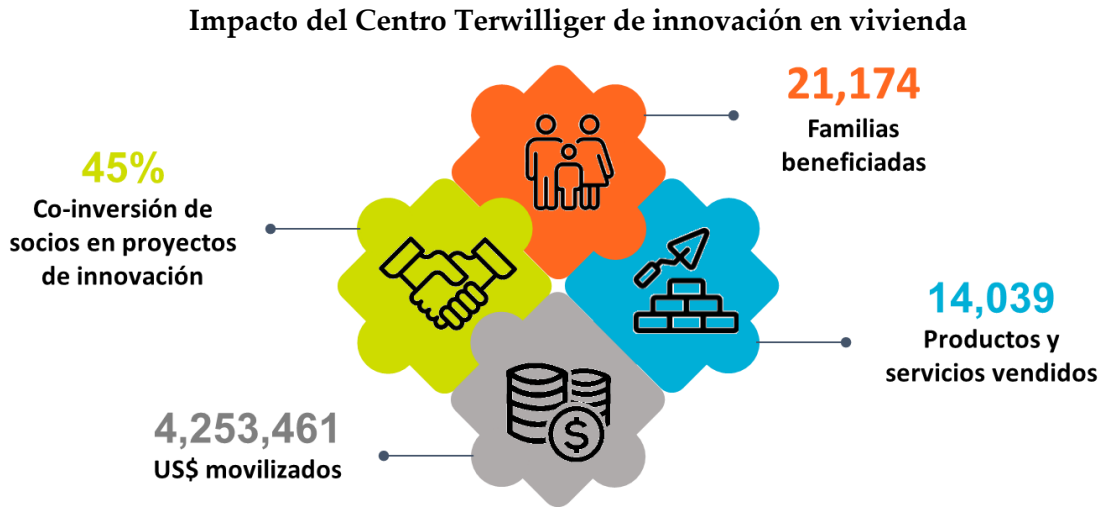 Impacto del Centro Terwilliger de innovación en vivienda
21,174
Familias
beneficiadas
45%
Co-inversión de
socios en proyectos
de innovación
14,039
Productos y
servicios vendidos
4,253,461
US$ movilizados
$